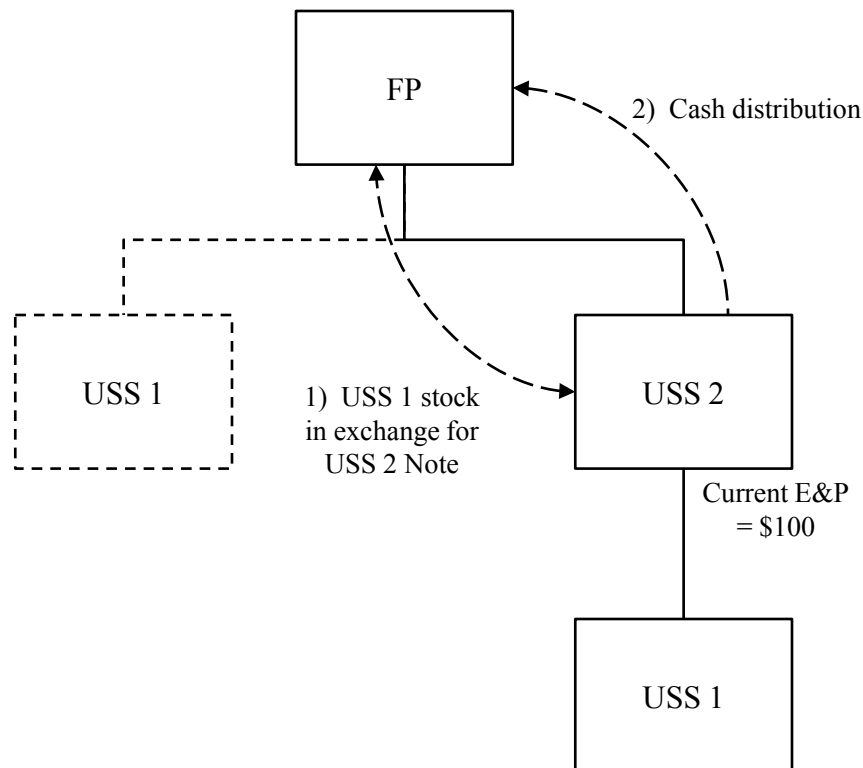 FP
2)  Cash distribution
USS 1
1)  USS 1 stock
in exchange for
USS 2 Note
USS 2
Current E&P
= $100
USS 1